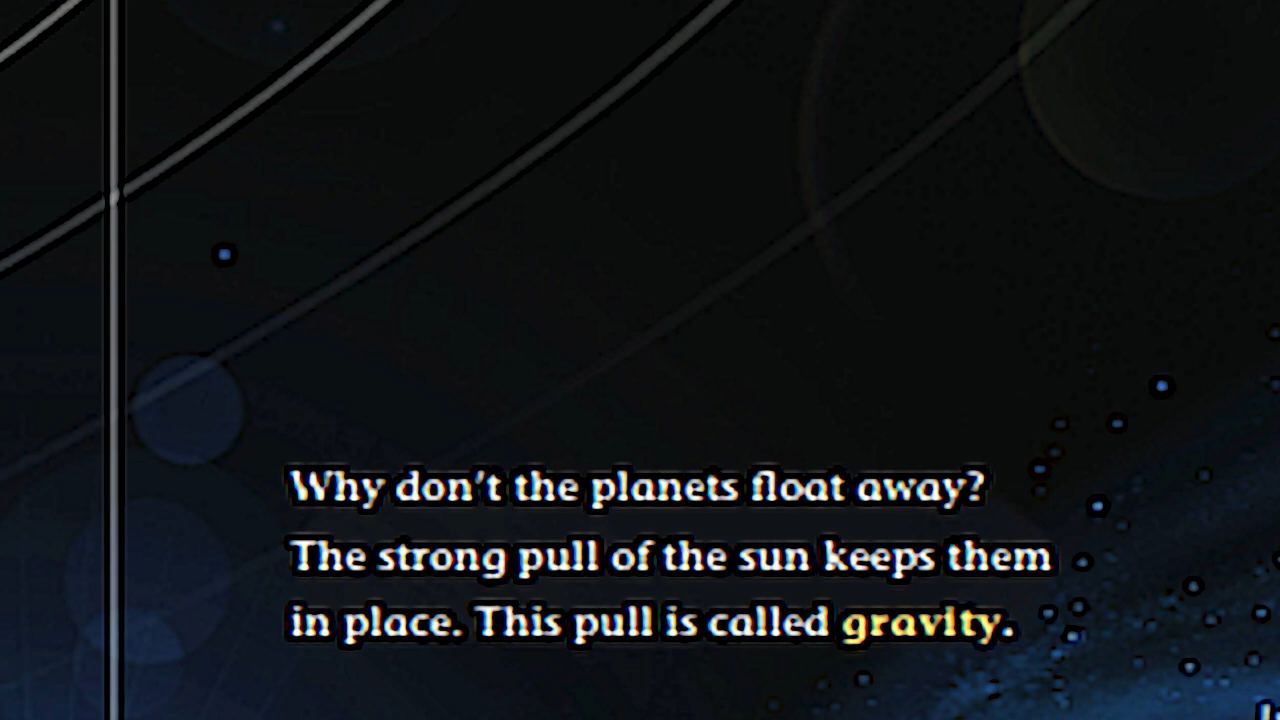 Why don't the planets float away?
The strong pull of the sun keeps them
in place. This pull is called gravity.